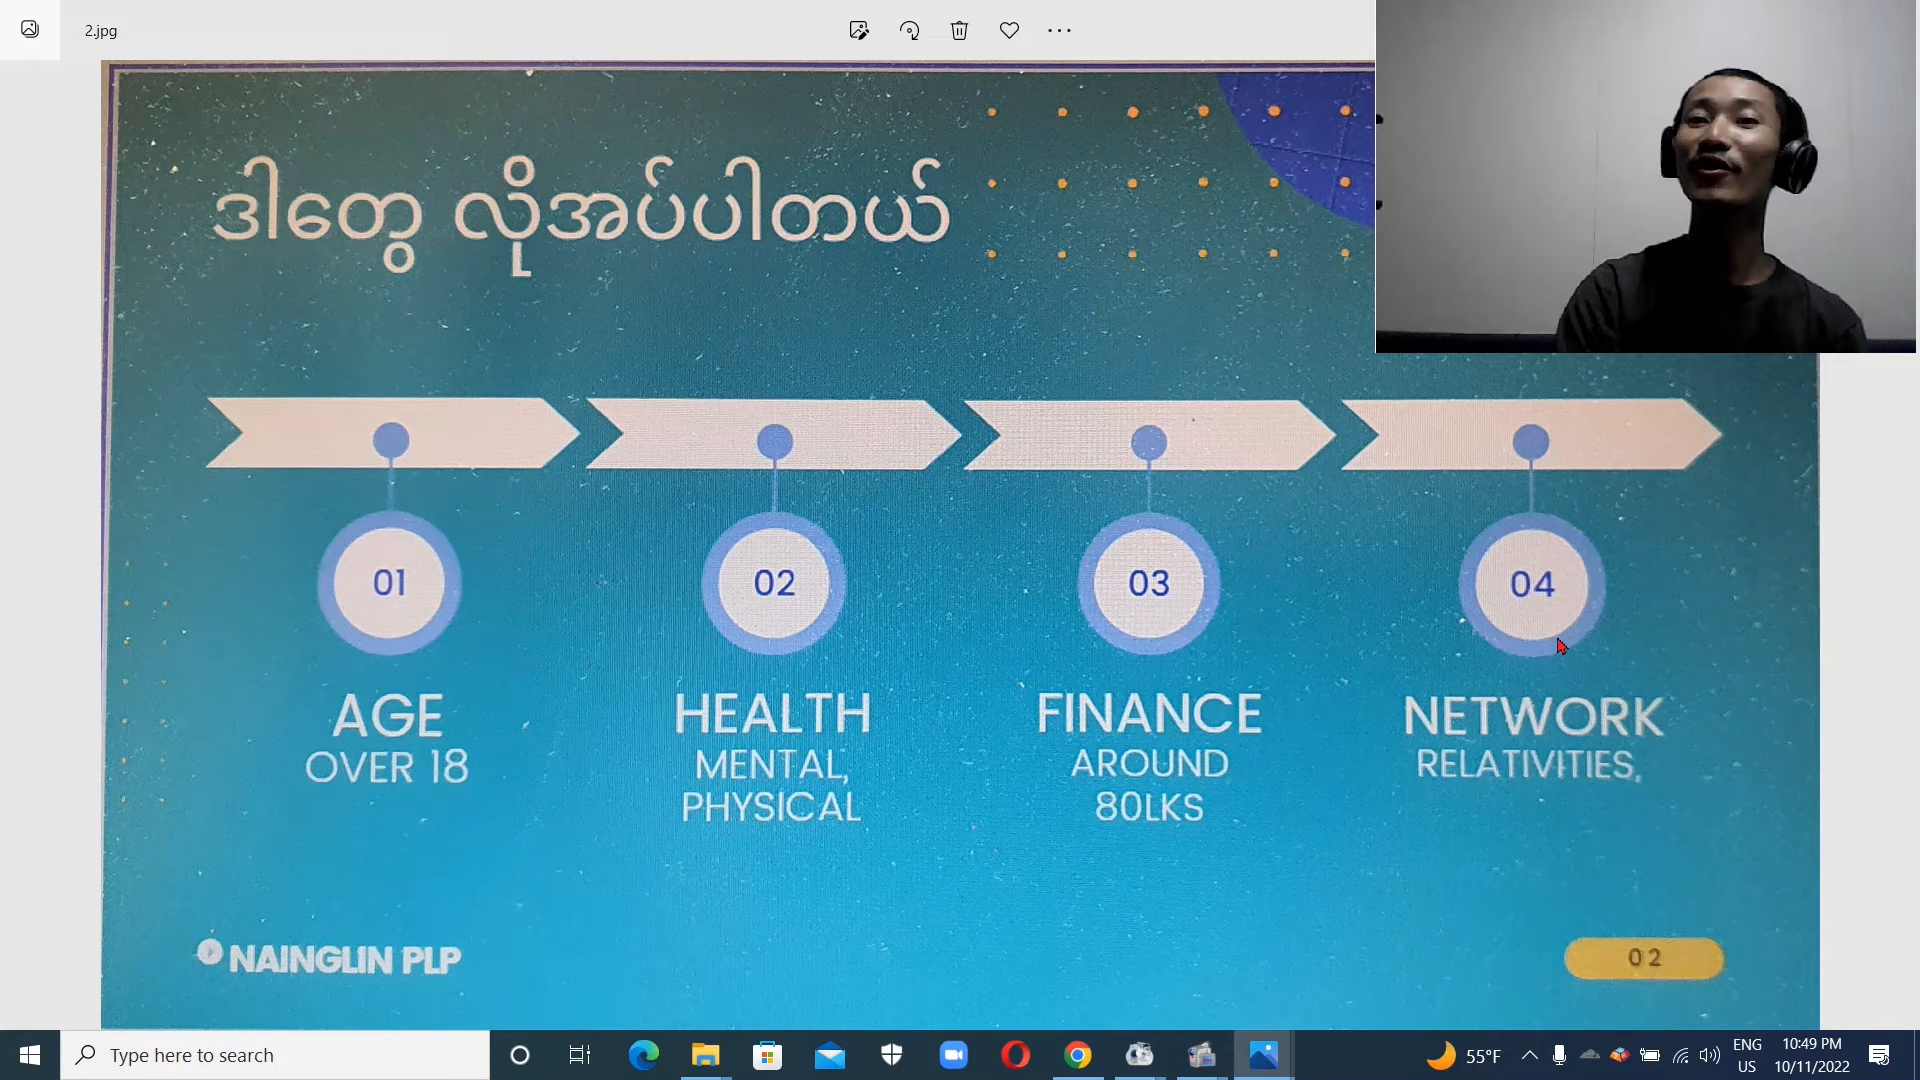 2.jpg
ဒါတွေ လိုအပ်ပါတယ်
01
02
03
04
AGE
OVER 18
HEALTH
MENTAL,
PHYSICAL
FINANCE
AROUND
80LKS
NETWORK
RELATIVITIES,
NAINGLIN PLP
02
Type here to search
55°F
ENG
US
10:49 PM
10/11/2022